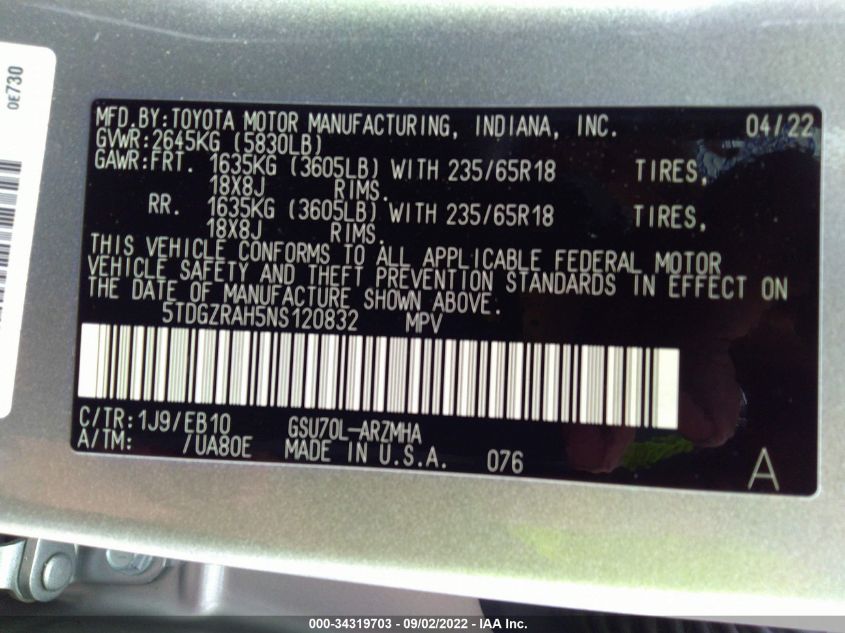 0E730
MFD.BY:TOYOTA MOTOR MANUFACTURING, INDIANA, INC. 04/22
GVWR:2645KG (5830LB)
GAWR:FRT. 1635KG (3605LB) WITH 235/65R18 TIRES,
18X8J RIMS.
RR. 1635KG (3605LB) WITH 235/65R18 TIRES,
18X8J RIMS.
THIS VEHICLE CONFORMS TO ALL APPLICABLE FEDERAL MOTOR
VEHICLE SAFETY AND THEFT PREVENTION STANDARDS IN EFFECT ON
THE DATE OF MANUFACTURE SHOWN ABOVE.
5TDGZRAH5NS120832 MPV
C/TR:1J9/EB10 GSU70L-ARZMHA
A/TM: /UA80E MADE IN U.S.A. 076 A
000-34319703 - 09/02/2022 - IAA Inc.